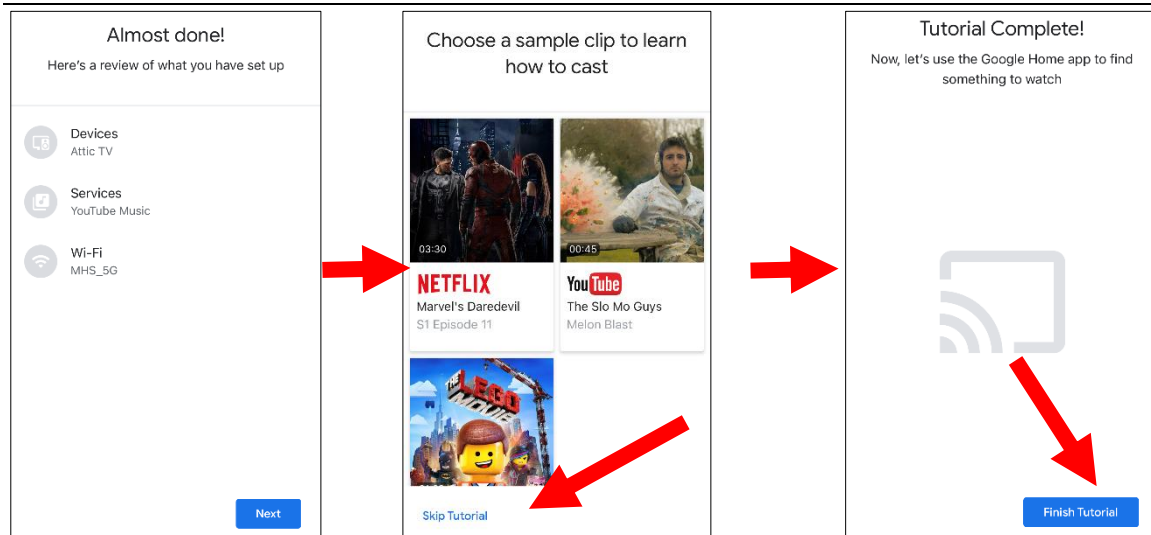 Almost done!
Here's a review of what you have set up
Devices
Attic TV
Services
YouTube Music
Wi-Fi
MHS_5G
Next
Choose a sample clip to learn
how to cast
03:30
NETFLIX
Marvel's Daredevil
S1 Episode 11
00:45
YouTube
The Slo Mo Guys
Melon Blast
THE
LEGO
MOVIE
Skip Tutorial
Tutorial Complete!
Now, let's use the Google Home app to find
something to watch
Finish Tutorial